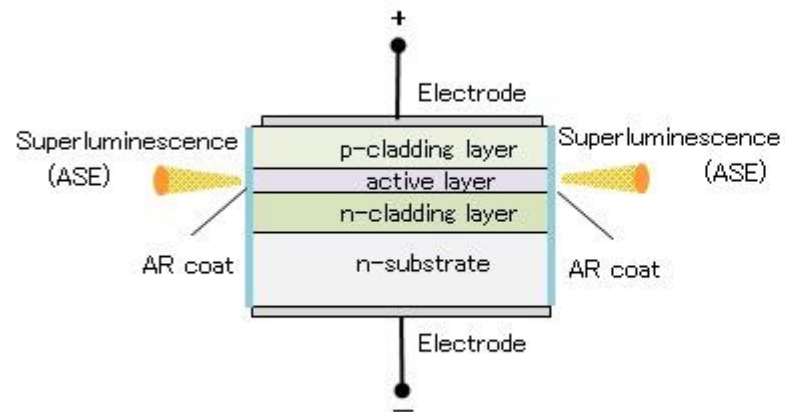 +
Electrode
Superluminescence
(ASE)
Superluminescence
(ASE)
p-cladding layer
active layer
n-cladding layer
AR coat
n-substrate
AR coat
Electrode
−